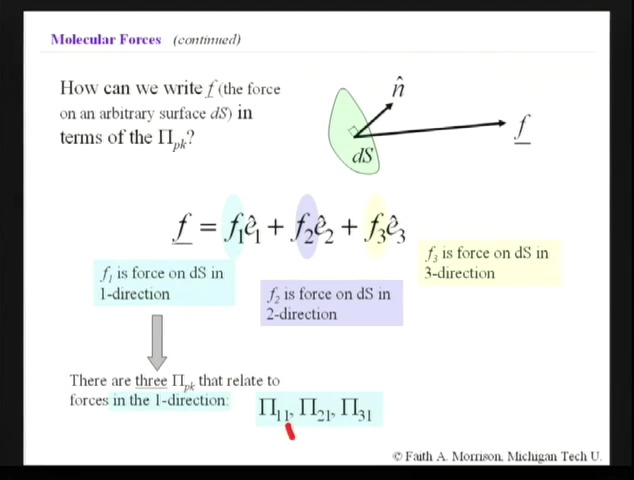 Molecular Forces (continued)
How can we write f (the force
on an arbitrary surface dS) in
terms of the Π_pk?
n̂
f
dS
f = f₁ê₁ + f₂ê₂ + f₃ê₃
f₃ is force on dS in
3-direction
f₁ is force on dS in
1-direction
f₂ is force on dS in
2-direction
There are three Π_pk that relate to
forces in the 1-direction:
Π₁₁, Π₂₁, Π₃₁
© Faith A. Morrison, Michigan Tech U.